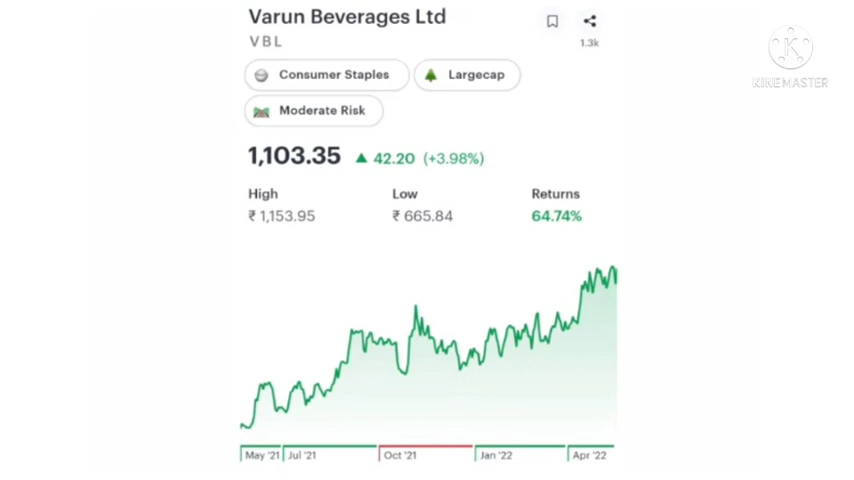 Varun Beverages Ltd
VBL
1.3k
K
KINEMASTER
Consumer Staples
Largecap
Moderate Risk
1,103.35 ▲ 42.20 (+3.98%)
High Low Returns
₹ 1,153.95 ₹ 665.84 64.74%
May '21 Jul '21 Oct '21 Jan '22 Apr '22